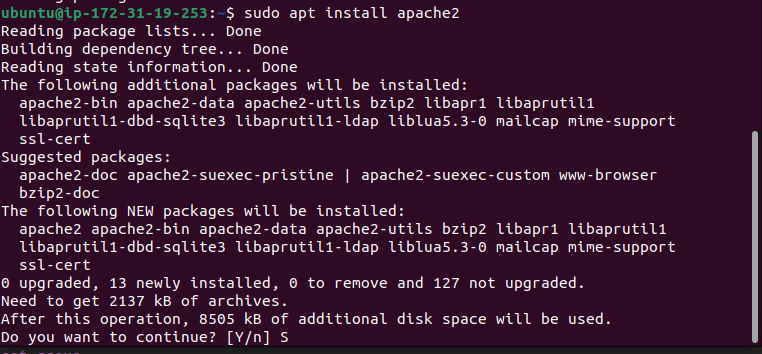 ubuntu@ip-172-31-19-253:~$ sudo apt install apache2
Reading package lists... Done
Building dependency tree... Done
Reading state information... Done
The following additional packages will be installed:
  apache2-bin apache2-data apache2-utils bzip2 libapr1 libaprutil1
  libaprutil1-dbd-sqlite3 libaprutil1-ldap liblua5.3-0 mailcap mime-support
  ssl-cert
Suggested packages:
  apache2-doc apache2-suexec-pristine | apache2-suexec-custom www-browser
  bzip2-doc
The following NEW packages will be installed:
  apache2 apache2-bin apache2-data apache2-utils bzip2 libapr1 libaprutil1
  libaprutil1-dbd-sqlite3 libaprutil1-ldap liblua5.3-0 mailcap mime-support
  ssl-cert
0 upgraded, 13 newly installed, 0 to remove and 127 not upgraded.
Need to get 2137 kB of archives.
After this operation, 8505 kB of additional disk space will be used.
Do you want to continue? [Y/n] S